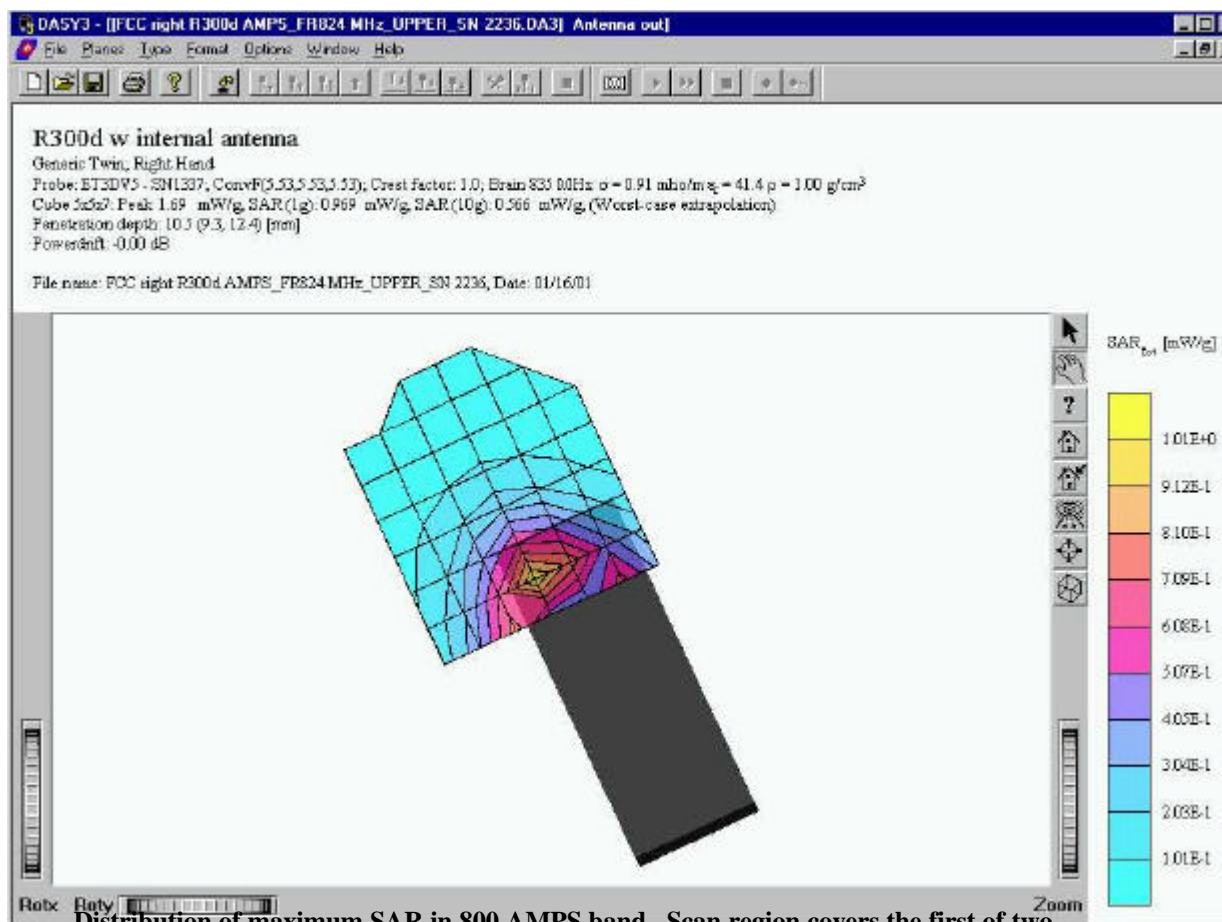 DASY3 - [[FCC right R300d AMPS_FR824 MHz_UPPER_SN 2236.DA3] Antenna out]
File Planes Type Format Options Window Help
R300d w internal antenna
Generic Twin, Right Hand
Probe: ET3DV5 - SN1337; ConvF(5.53,5.53,5.53); Crest factor: 1.0; Brain 835 MHz: σ = 0.91 mho/m εr = 41.4 ρ = 1.00 g/cm³
Cube 5x5x7: Peak 1.69 mW/g, SAR (1g): 0.969 mW/g, SAR (10g): 0.566 mW/g, (Worst-case extrapolation)
Penetration depth: 10.5 (9.3, 12.4) [mm]
Powerdrift: -0.00 dB
File name: FCC right R300d AMPS_FR824 MHz_UPPER_SN 2236, Date: 01/16/01
SARTot [mW/g]
1.01E+0
9.12E-1
8.10E-1
7.09E-1
6.08E-1
5.07E-1
4.05E-1
3.04E-1
2.03E-1
1.01E-1
Rotx Roty Zoom
Distribution of maximum SAR in 800 AMPS band. Scan region covers the first of two